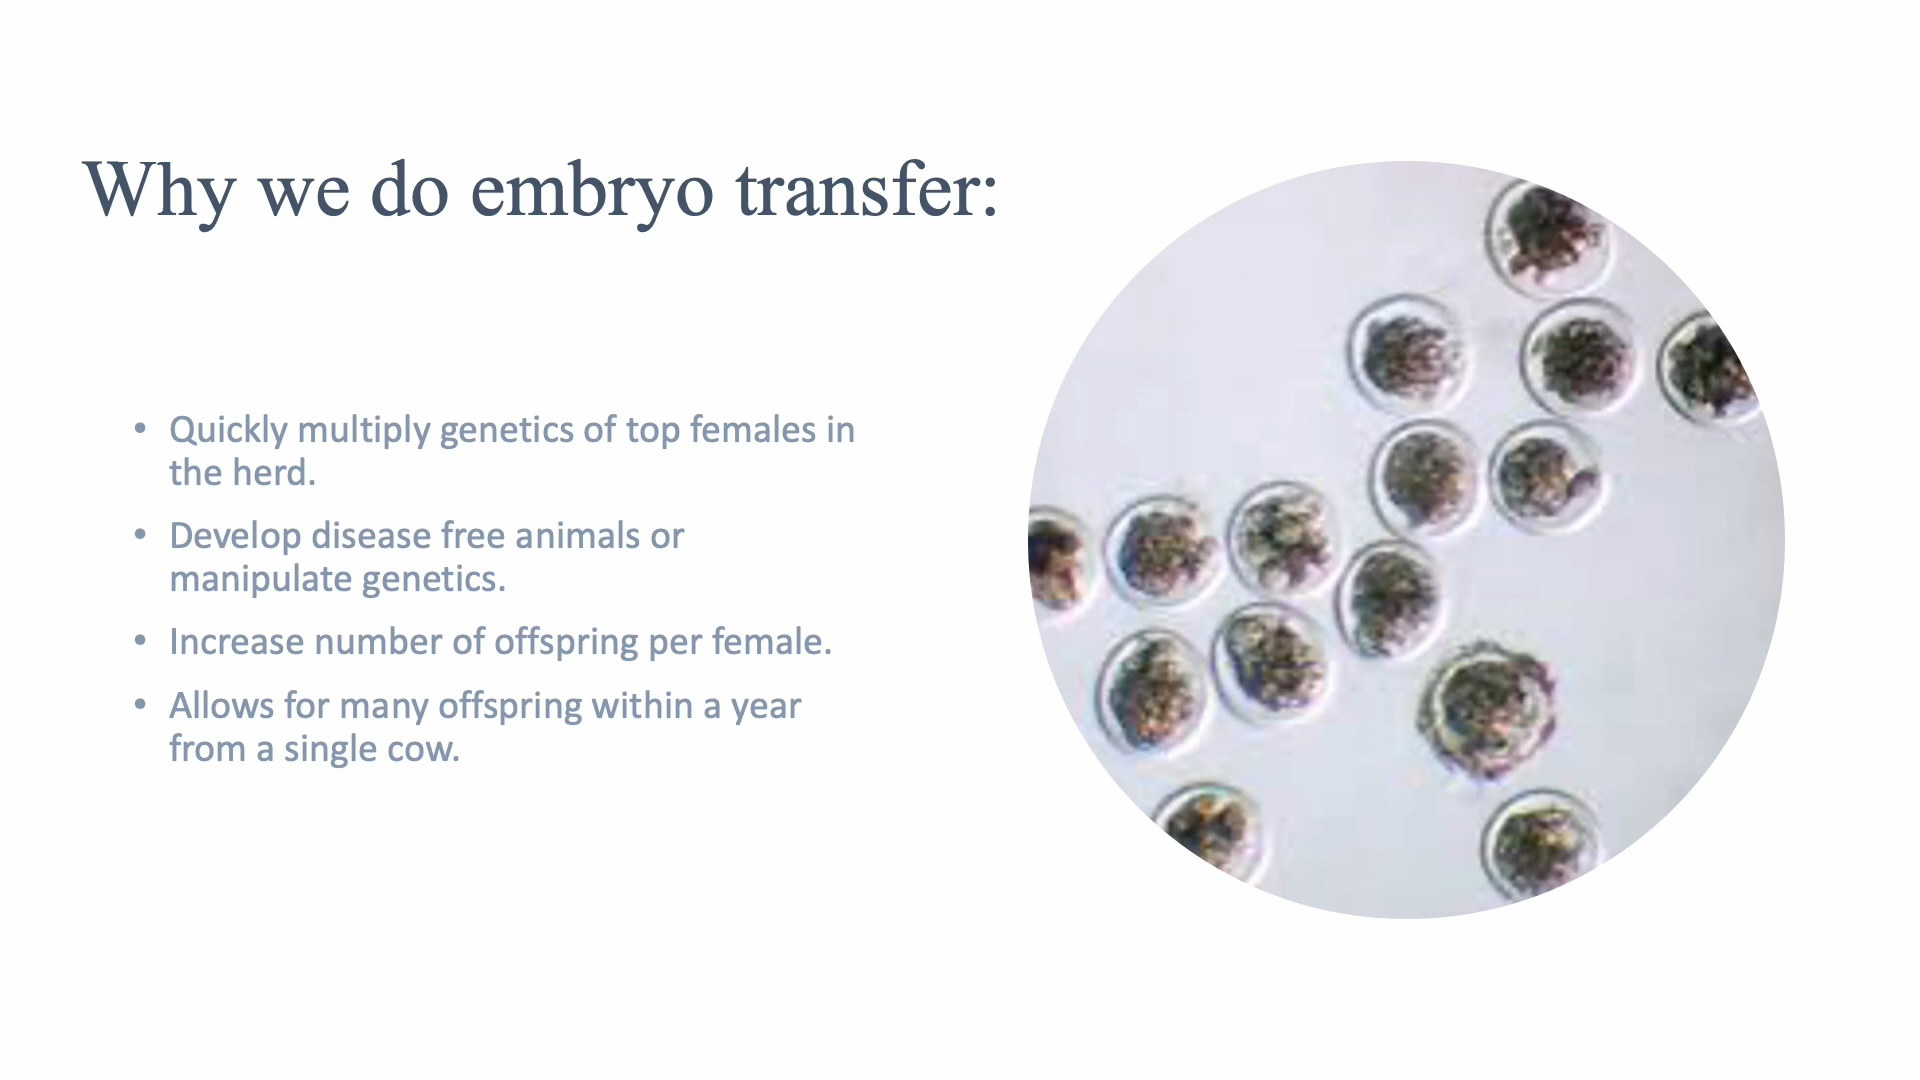 Why we do embryo transfer:
• Quickly multiply genetics of top females in
the herd.
• Develop disease free animals or
manipulate genetics.
• Increase number of offspring per female.
• Allows for many offspring within a year
from a single cow.